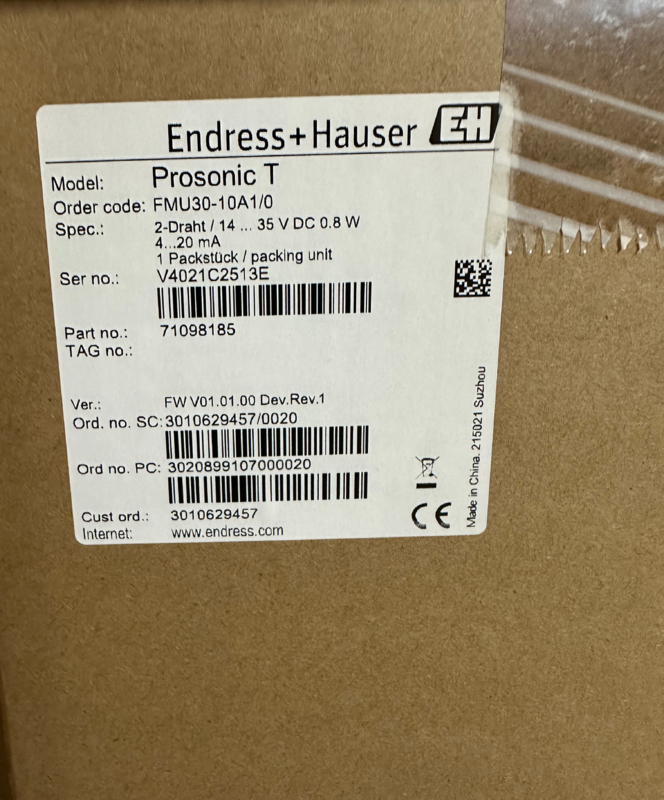 Endress+Hauser EH
Model: Prosonic T
Order code: FMU30-10A1/0
Spec.: 2-Draht / 14 ... 35 V DC 0.8 W
4...20 mA
1 Packstück / packing unit
Ser no.: V4021C2513E
Part no.: 71098185
TAG no.:
Ver.: FW V01.01.00 Dev.Rev.1
Ord. no. SC: 3010629457/0020
Ord no. PC: 3020899107000020
Cust ord.: 3010629457
Internet: www.endress.com
CE
Made in China. 215021 Suzhou